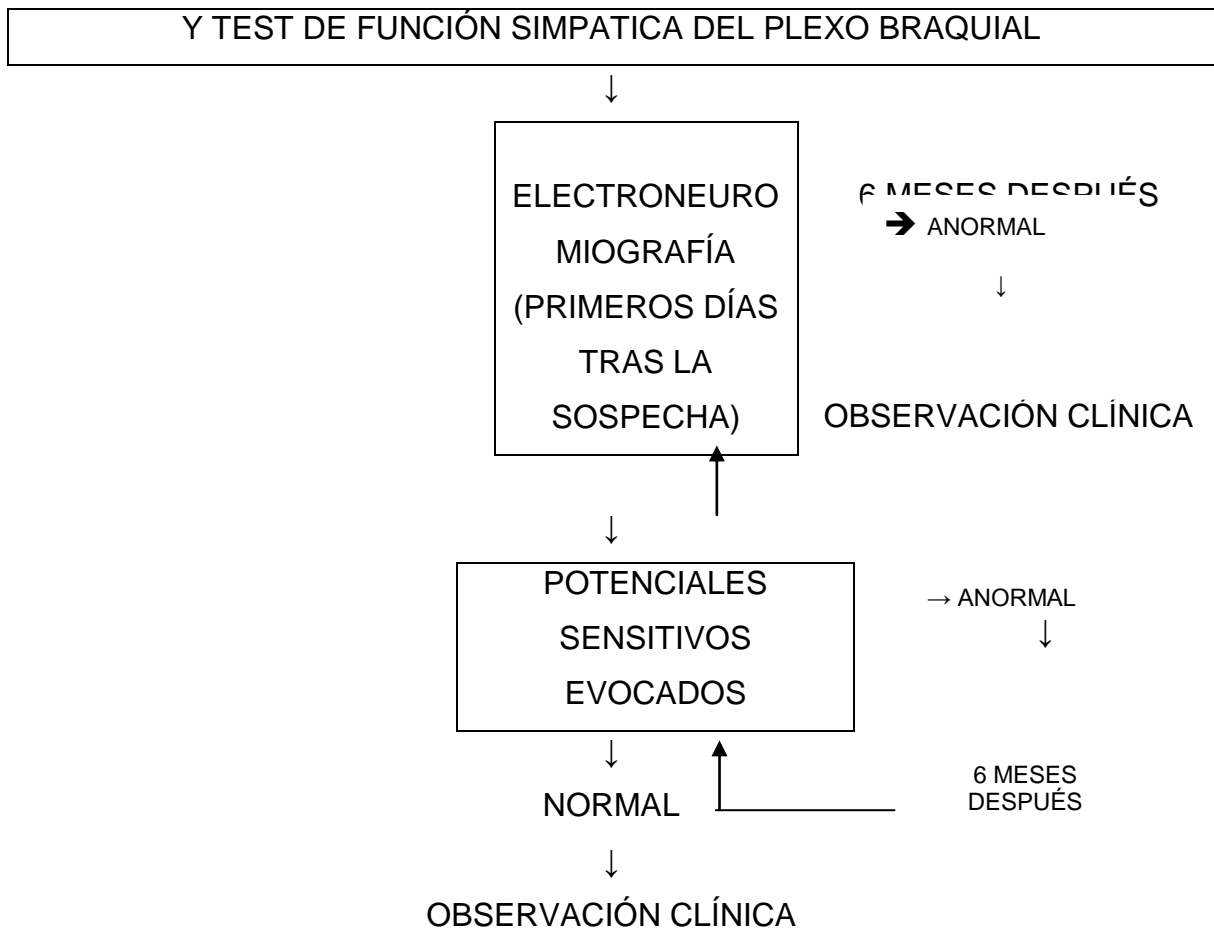 Y TEST DE FUNCIÓN SIMPATICA DEL PLEXO BRAQUIAL
↓
ELECTRONEURO
MIOGRAFÍA
(PRIMEROS DÍAS
TRAS LA
SOSPECHA)
6 MESES DESPUÉS
➔ ANORMAL
↓
OBSERVACIÓN CLÍNICA
↓
POTENCIALES
SENSITIVOS
EVOCADOS
→ ANORMAL
↓
↓
NORMAL
6 MESES
DESPUÉS
↓
OBSERVACIÓN CLÍNICA